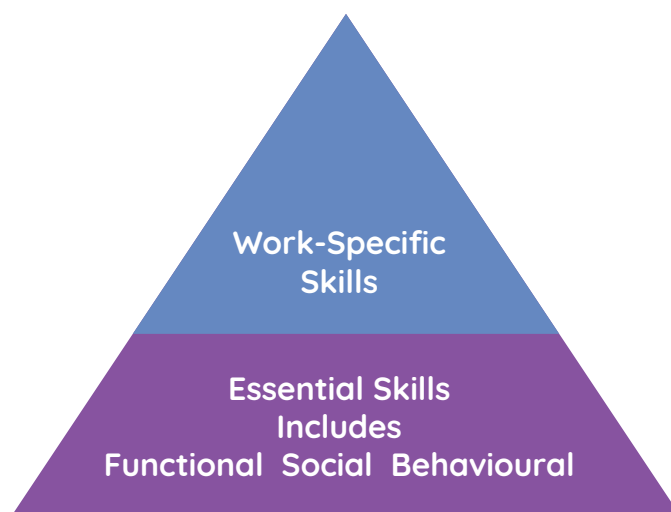 Work-Specific
Skills
Essential Skills
Includes
Functional Social Behavioural